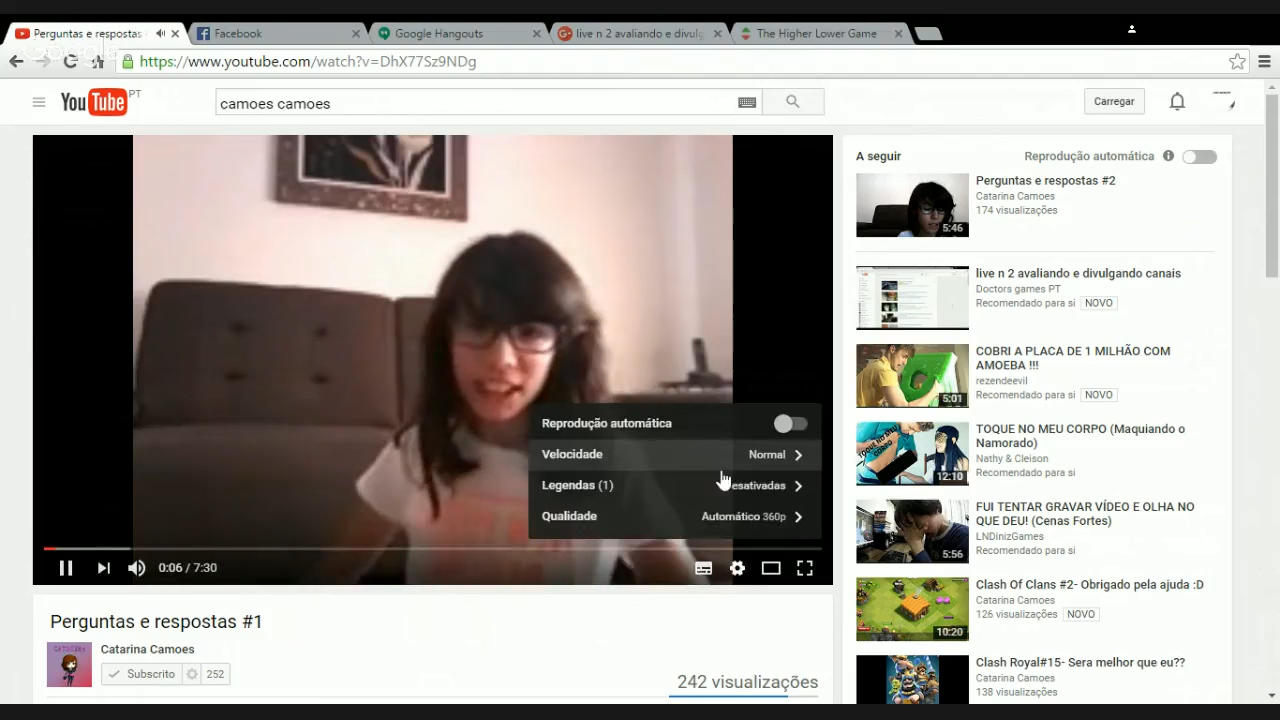 Perguntas e respostas
Facebook
Google Hangouts
live n 2 avaliando e divulg
The Higher Lower Game
https://www.youtube.com/watch?v=DhX77Sz9NDg
YouTube PT
camoes camoes
Carregar
A seguir
Reprodução automática
Perguntas e respostas #2
Catarina Camoes
174 visualizações
5:46
live n 2 avaliando e divulgando canais
Doctors games PT
Recomendado para si NOVO
COBRI A PLACA DE 1 MILHÃO COM
AMOEBA !!!
rezendeevil
Recomendado para si NOVO
5:01
TOQUE NO MEU CORPO (Maquiando o
Namorado)
Nathy & Cleison
Recomendado para si
12:10
FUI TENTAR GRAVAR VÍDEO E OLHA NO
QUE DEU! (Cenas Fortes)
LNDinizGames
Recomendado para si
5:56
Clash Of Clans #2- Obrigado pela ajuda :D
Catarina Camoes
126 visualizações NOVO
10:20
Clash Royal#15- Sera melhor que eu??
Catarina Camoes
138 visualizações
Reprodução automática
Velocidade Normal
Legendas (1) esativadas
Qualidade Automático 360p
0:06 / 7:30
Perguntas e respostas #1
Catarina Camoes
Subscrito 252
242 visualizações